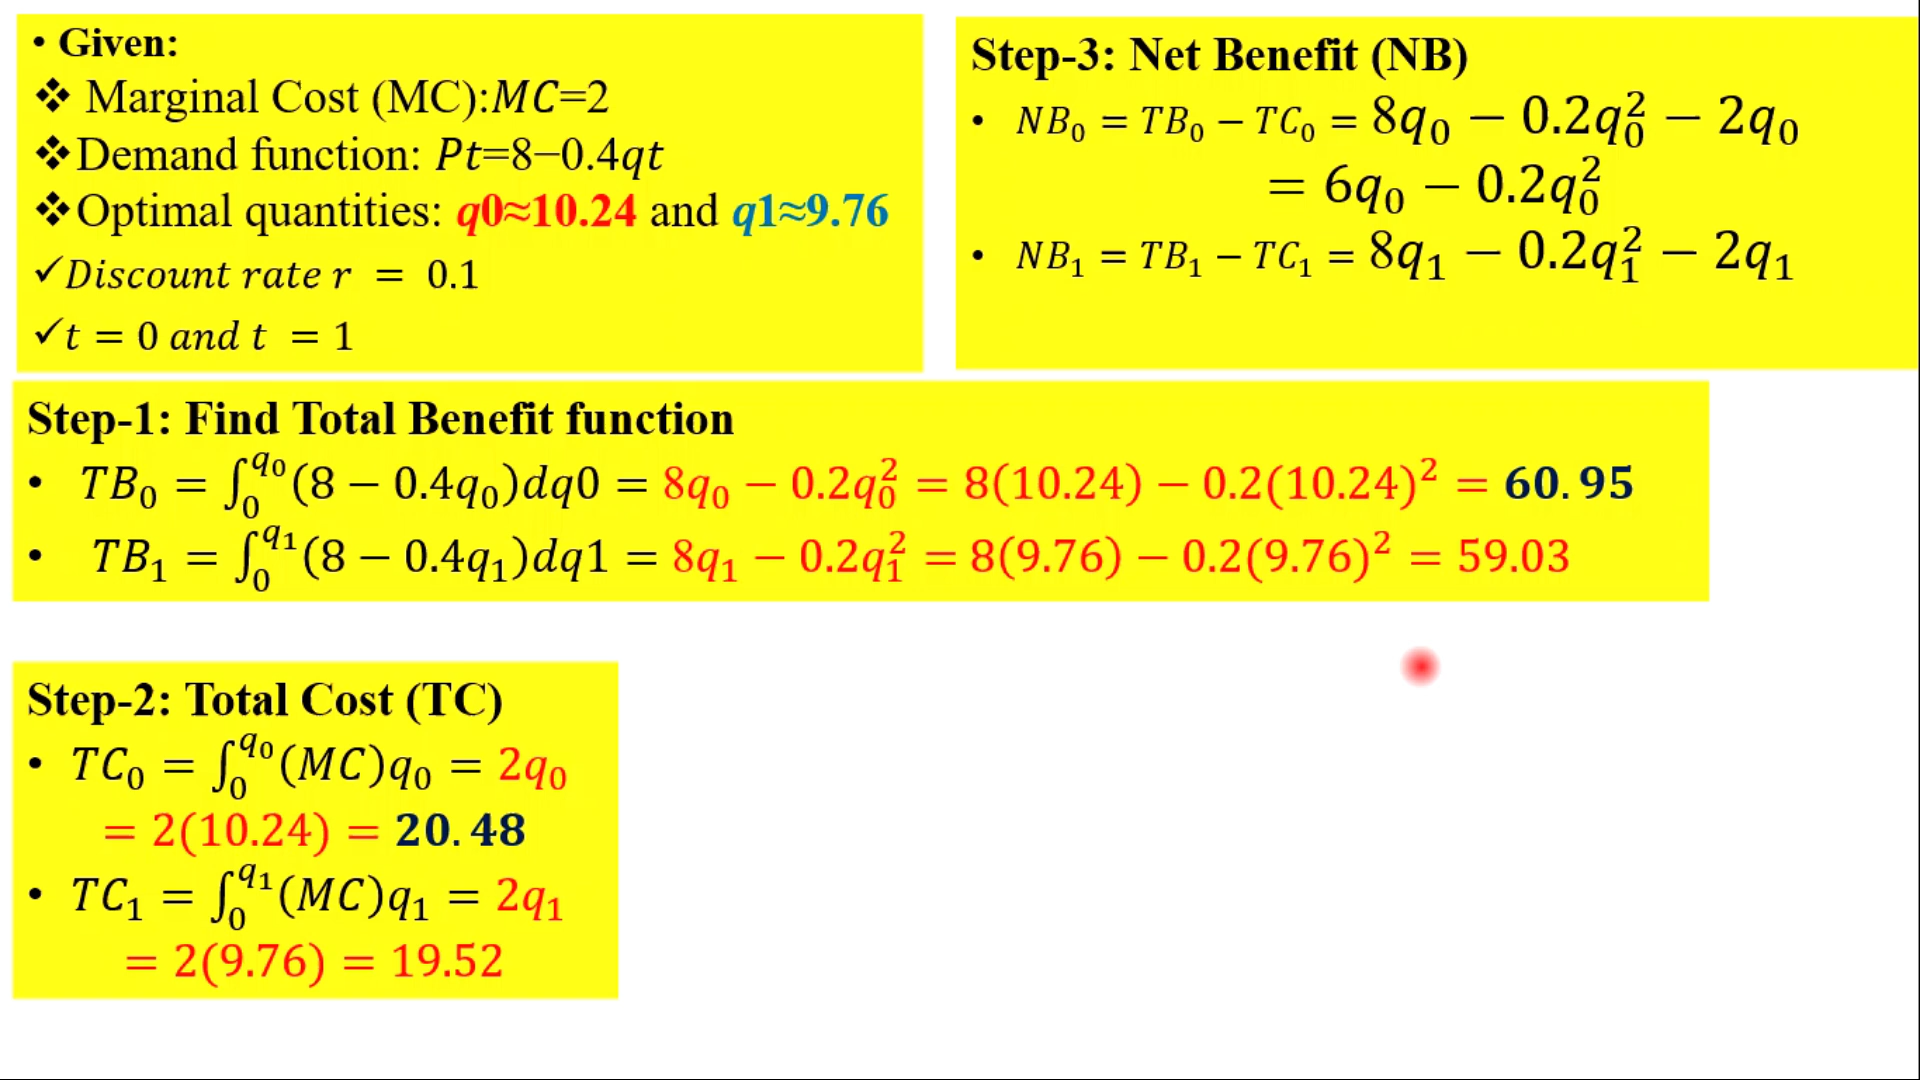 • Given:
❖ Marginal Cost (MC):MC=2
❖Demand function: Pt=8−0.4qt
❖Optimal quantities: q0≈10.24 and q1≈9.76
✓Discount rate r = 0.1
✓t = 0 and t = 1
Step-3: Net Benefit (NB)
• NB₀ = TB₀ − TC₀ = 8q₀ − 0.2q₀² − 2q₀
= 6q₀ − 0.2q₀²
• NB₁ = TB₁ − TC₁ = 8q₁ − 0.2q₁² − 2q₁
Step-1: Find Total Benefit function
• TB₀ = ∫₀^q₀ (8 − 0.4q₀)dq0 = 8q₀ − 0.2q₀² = 8(10.24) − 0.2(10.24)² = 60.95
• TB₁ = ∫₀^q₁ (8 − 0.4q₁)dq1 = 8q₁ − 0.2q₁² = 8(9.76) − 0.2(9.76)² = 59.03
Step-2: Total Cost (TC)
• TC₀ = ∫₀^q₀ (MC)q₀ = 2q₀
= 2(10.24) = 20.48
• TC₁ = ∫₀^q₁ (MC)q₁ = 2q₁
= 2(9.76) = 19.52